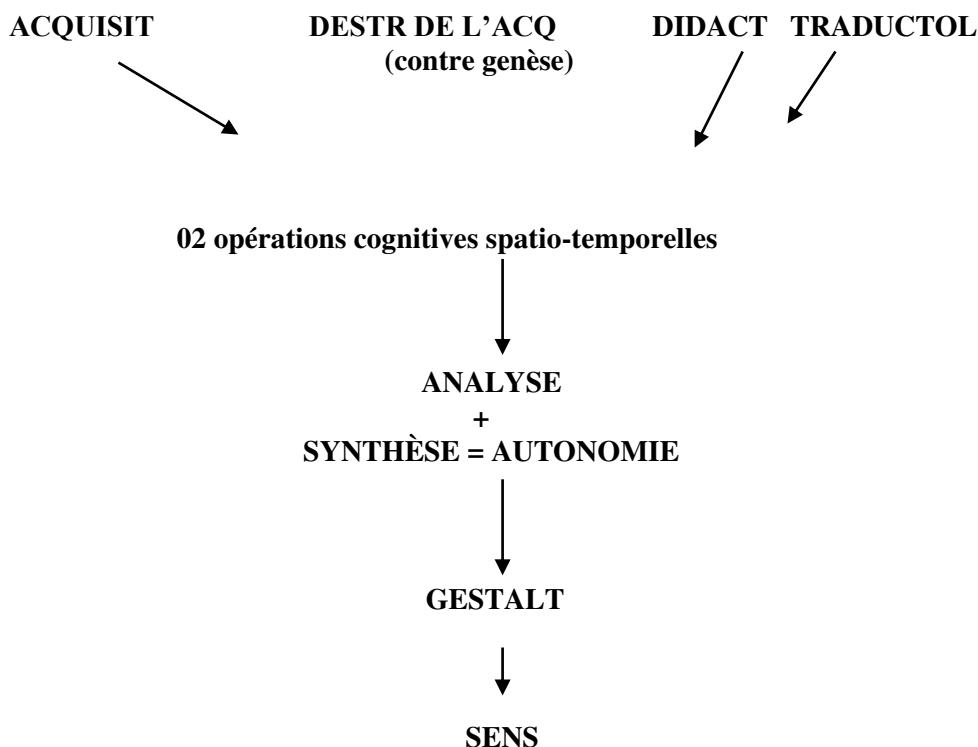 ACQUISIT DESTR DE L’ACQ DIDACT TRADUCTOL
(contre genèse)
02 opérations cognitives spatio-temporelles
ANALYSE
+
SYNTHÈSE = AUTONOMIE
GESTALT
SENS